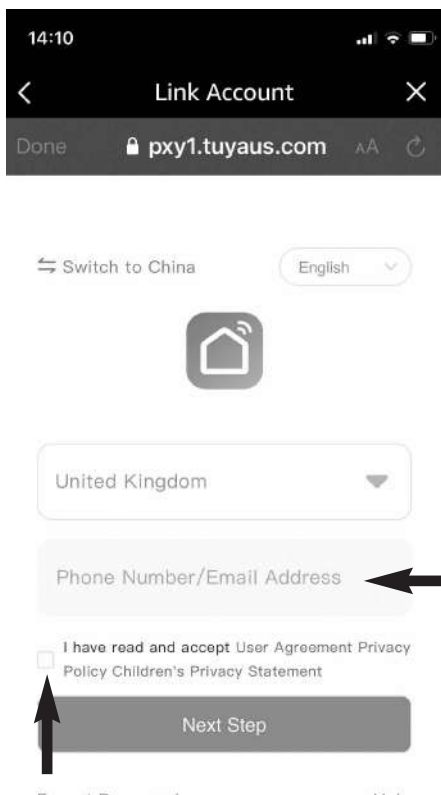 14:10
Link Account
Done pxy1.tuyaus.com AA
Switch to China English
United Kingdom
Phone Number/Email Address
I have read and accept User Agreement Privacy
Policy Children's Privacy Statement
Next Step